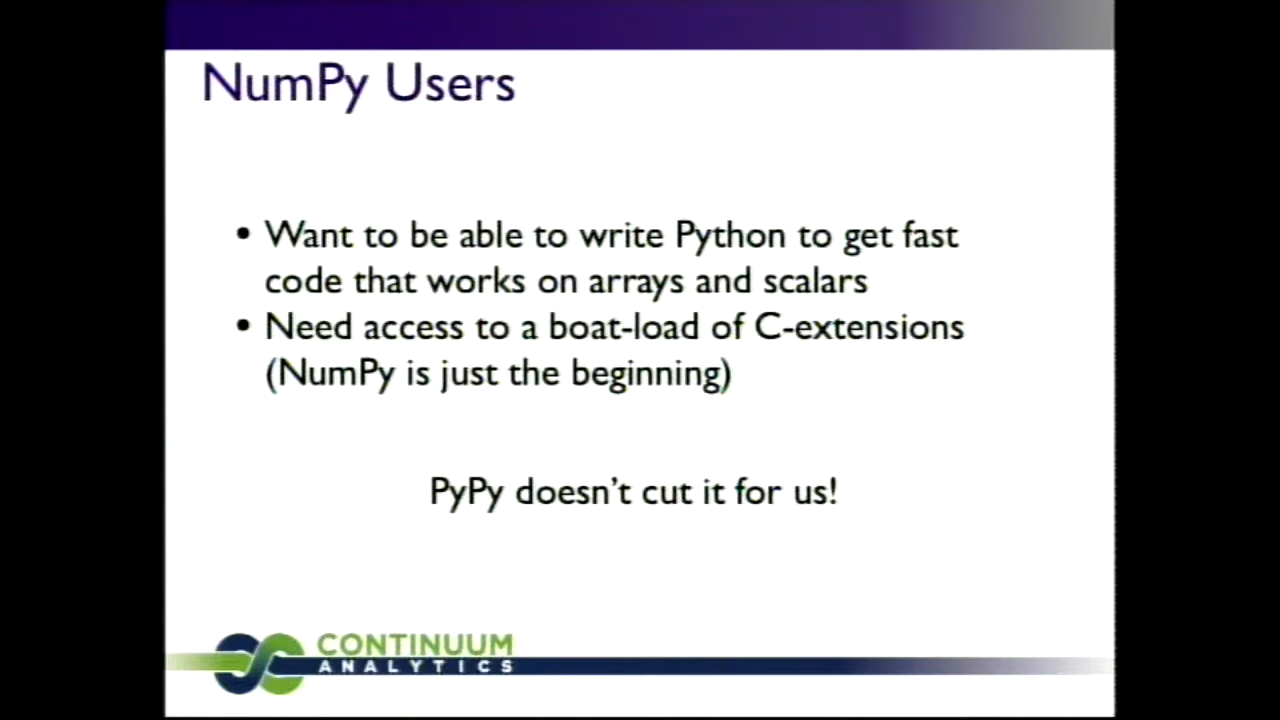 NumPy Users
• Want to be able to write Python to get fast
code that works on arrays and scalars
• Need access to a boat-load of C-extensions
(NumPy is just the beginning)
PyPy doesn't cut it for us!
CONTINUUM
ANALYTICS